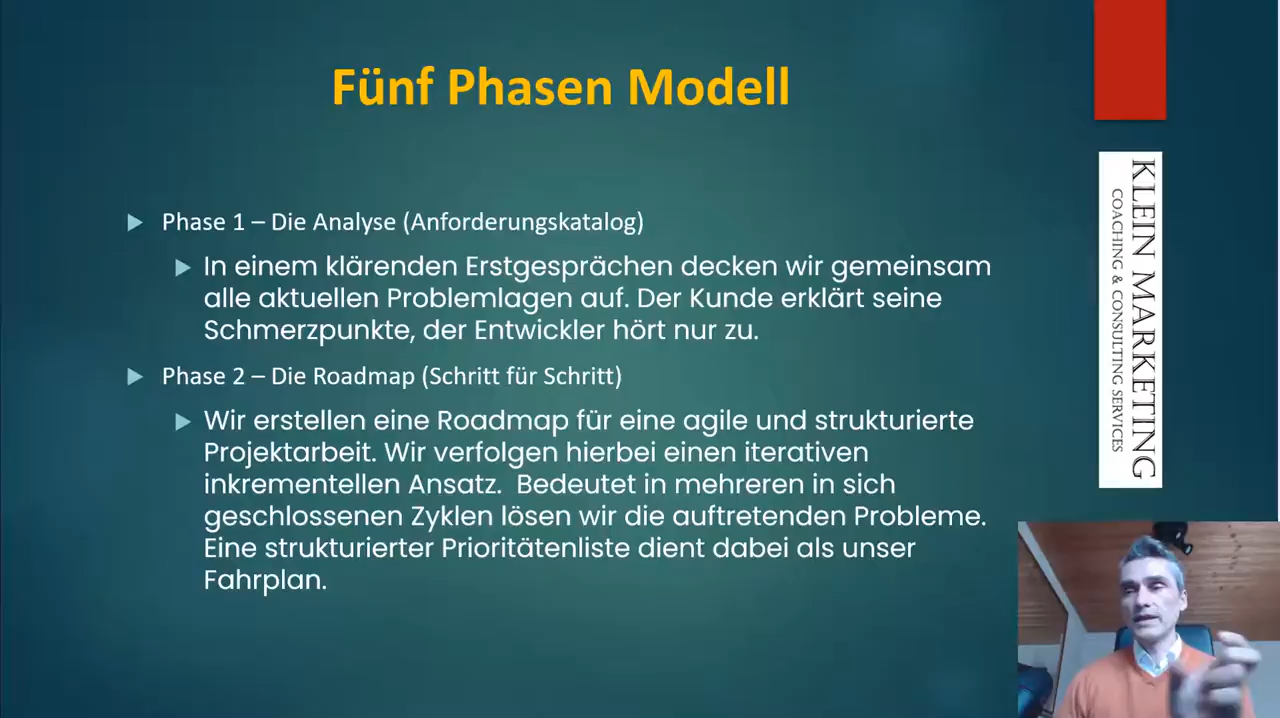 Fünf Phasen Modell
Phase 1 – Die Analyse (Anforderungskatalog)
In einem klärenden Erstgesprächen decken wir gemeinsam
alle aktuellen Problemlagen auf. Der Kunde erklärt seine
Schmerzpunkte, der Entwickler hört nur zu.
Phase 2 – Die Roadmap (Schritt für Schritt)
Wir erstellen eine Roadmap für eine agile und strukturierte
Projektarbeit. Wir verfolgen hierbei einen iterativen
inkrementellen Ansatz.  Bedeutet in mehreren in sich
geschlossenen Zyklen lösen wir die auftretenden Probleme.
Eine strukturierter Prioritätenliste dient dabei als unser
Fahrplan.
KLEIN MARKETING
COACHING & CONSULTING SERVICES